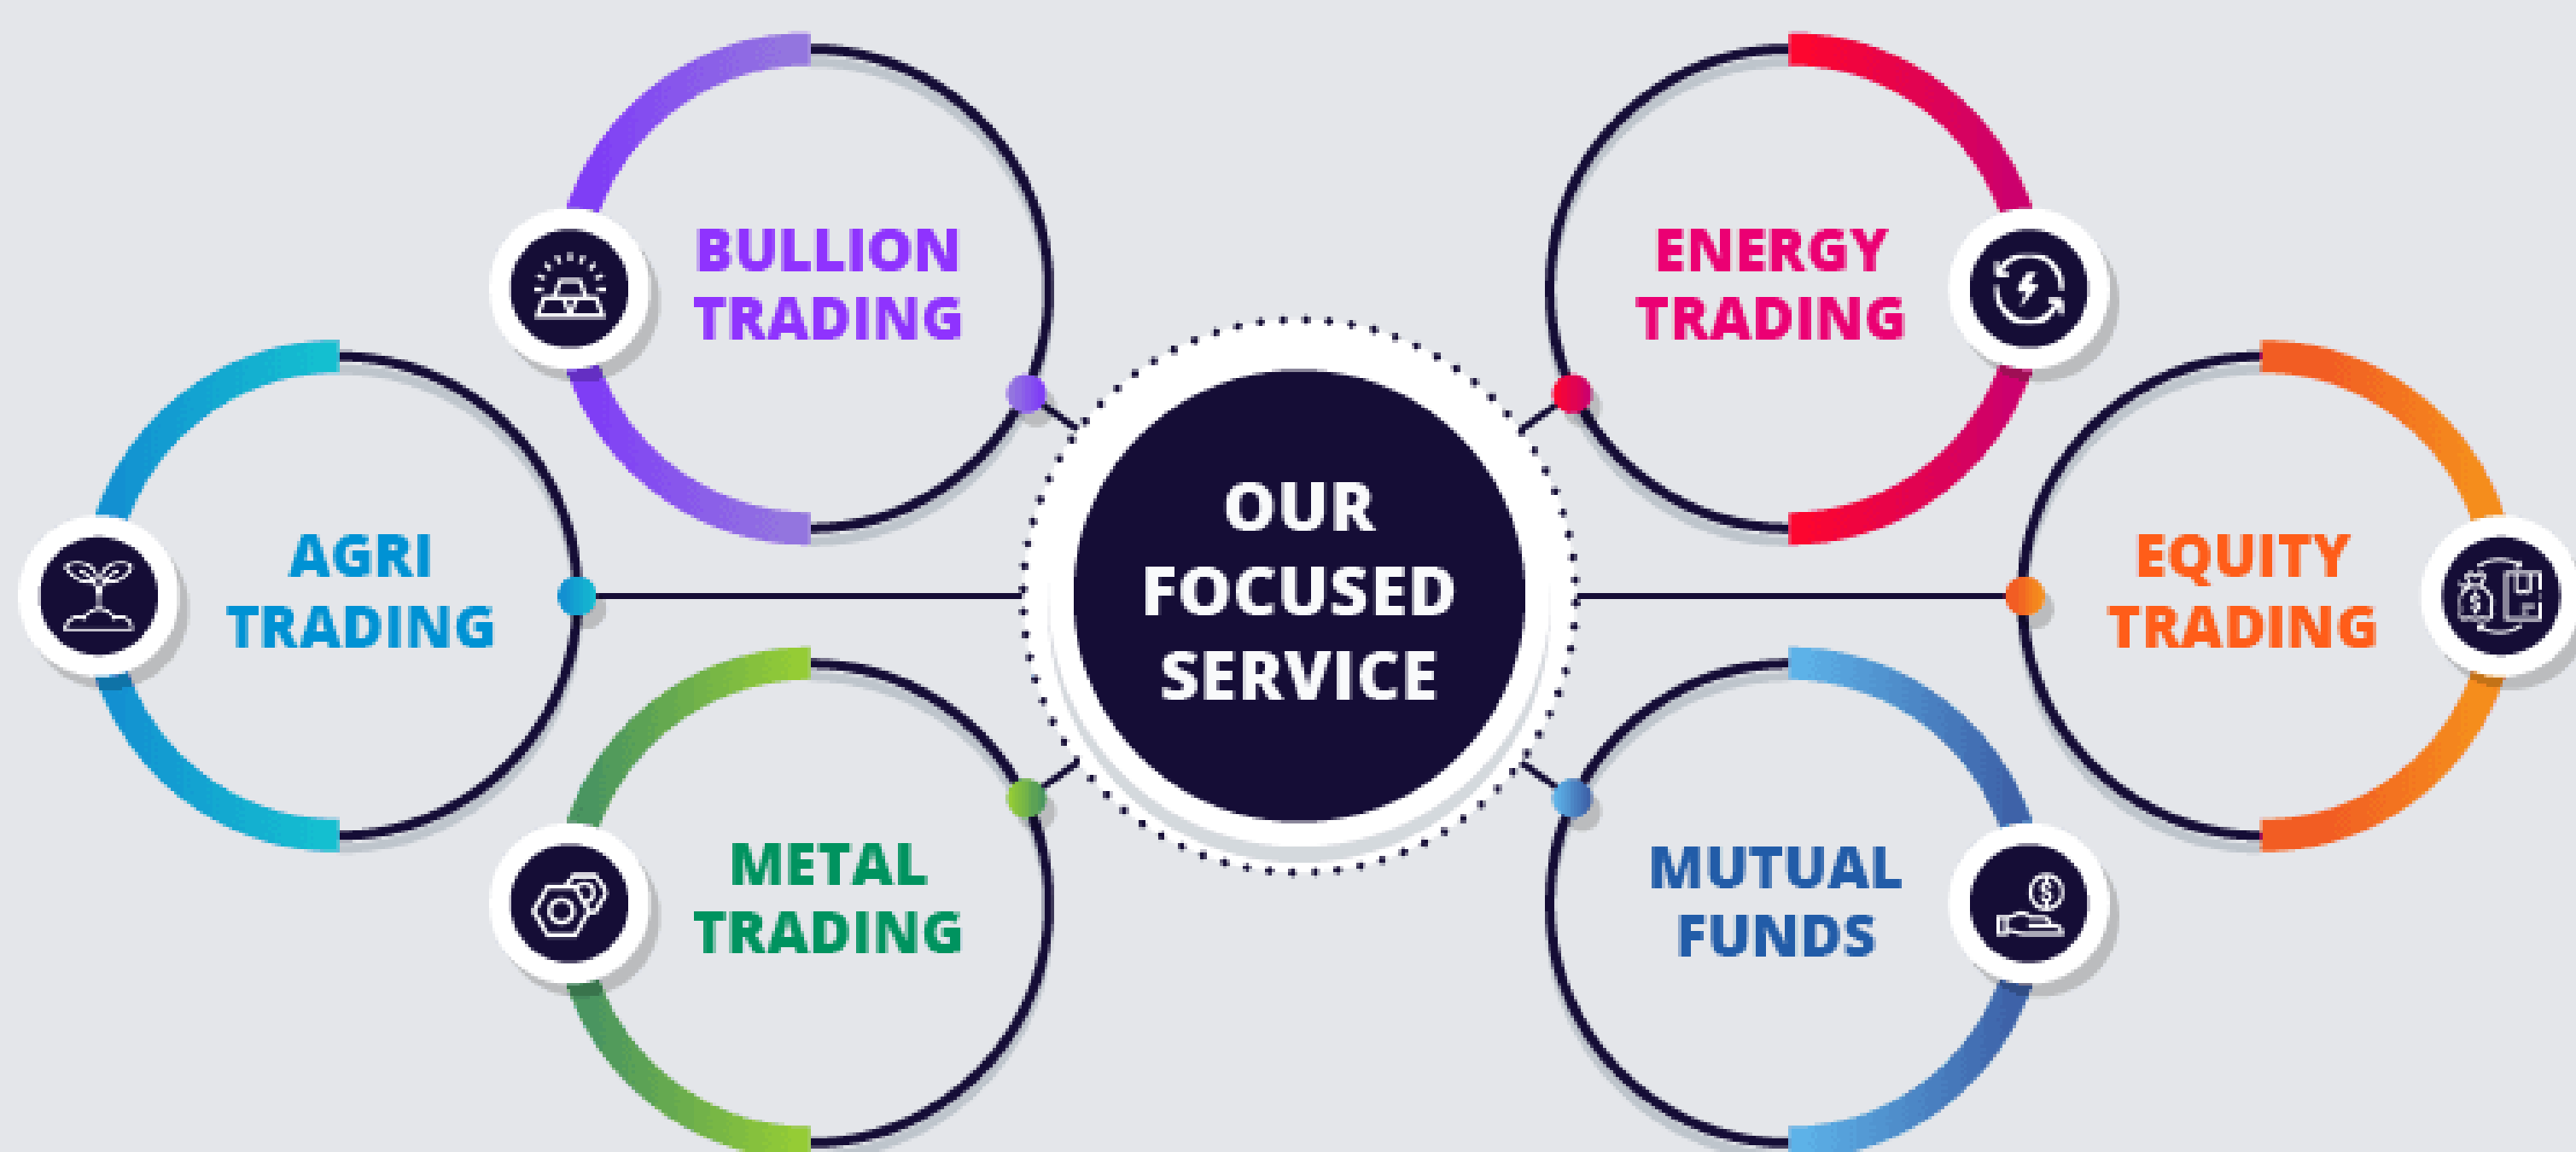 BULLION
TRADING
ENERGY
TRADING
AGRI
TRADING
OUR
FOCUSED
SERVICE
EQUITY
TRADING
METAL
TRADING
MUTUAL
FUNDS